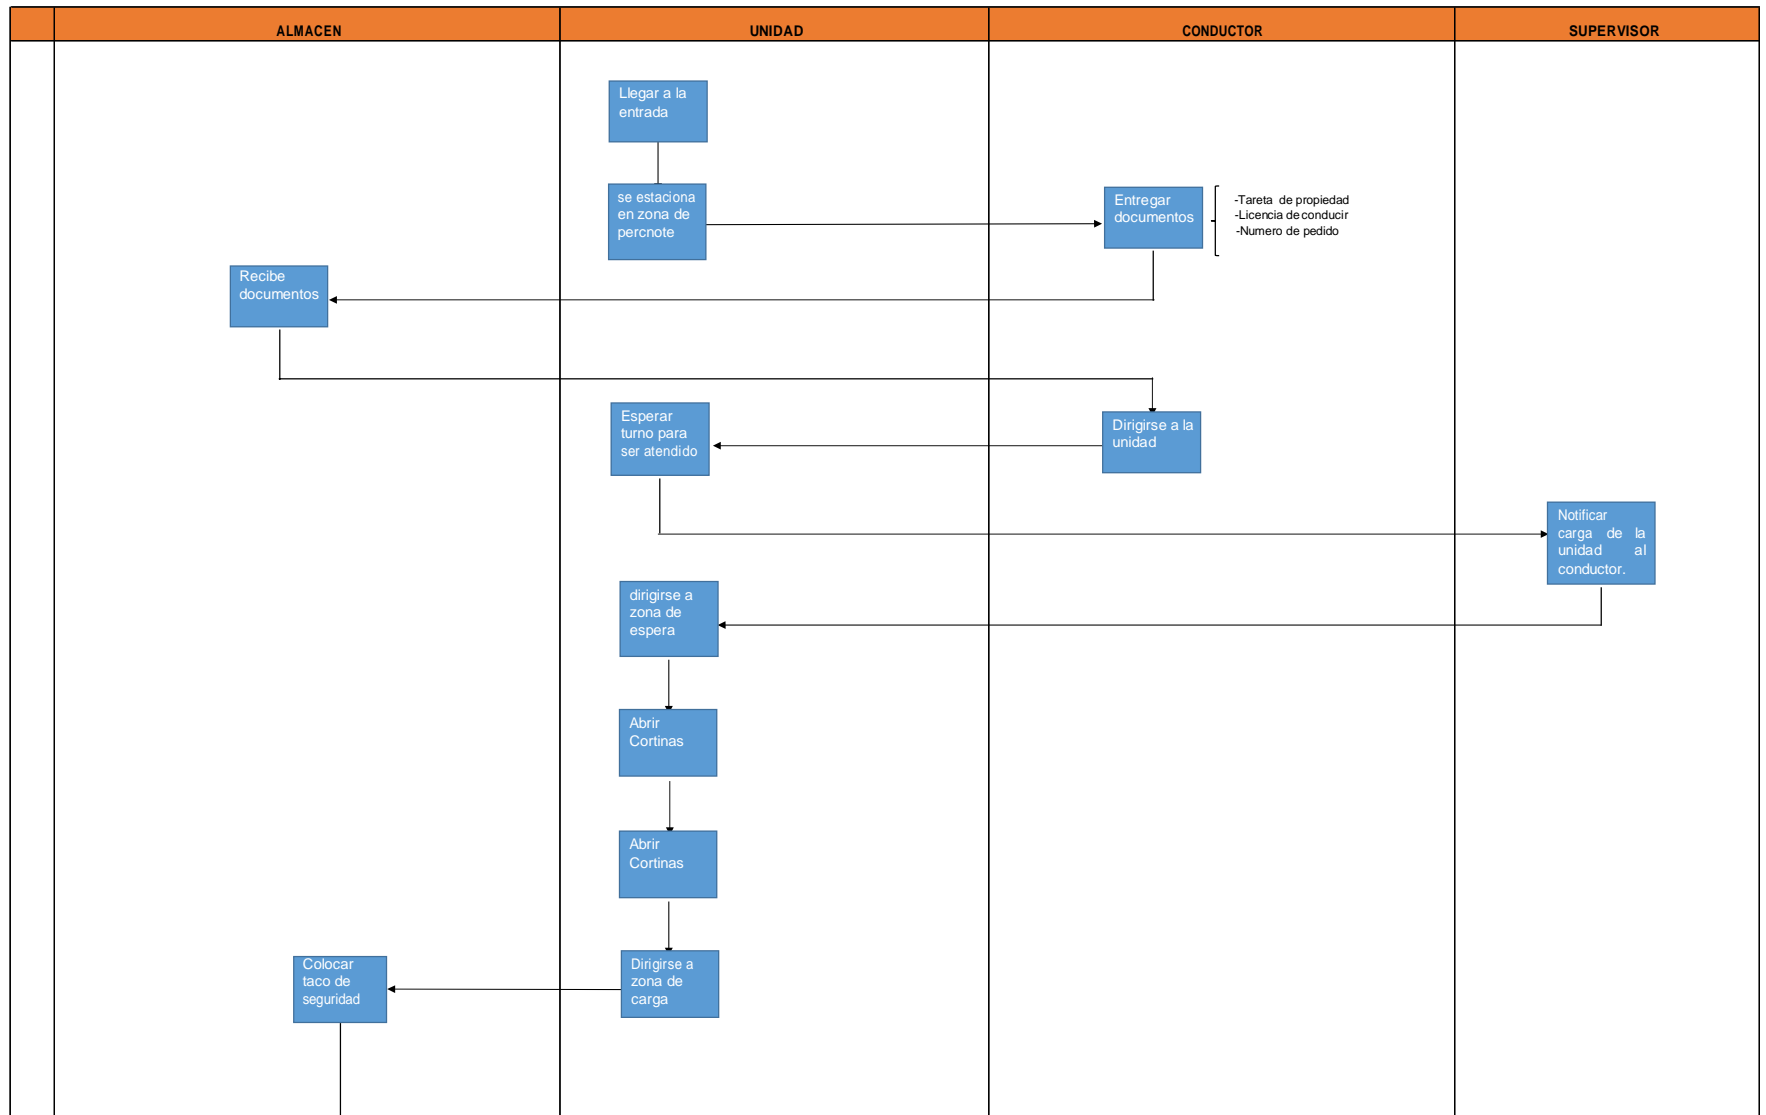 ALMACEN
UNIDAD
CONDUCTOR
SUPERVISOR
Llegar a la
entrada
se estaciona
en zona de
percnote
Entregar
documentos
-Tareta de propiedad
-Licencia de conducir
-Numero de pedido
Recibe
documentos
Esperar
turno para
ser atendido
Dirigirse a la
unidad
Notificar
carga de la
unidad al
conductor.
dirigirse a
zona de
espera
Abrir
Cortinas
Abrir
Cortinas
Colocar
taco de
seguridad
Dirigirse a
zona de
carga